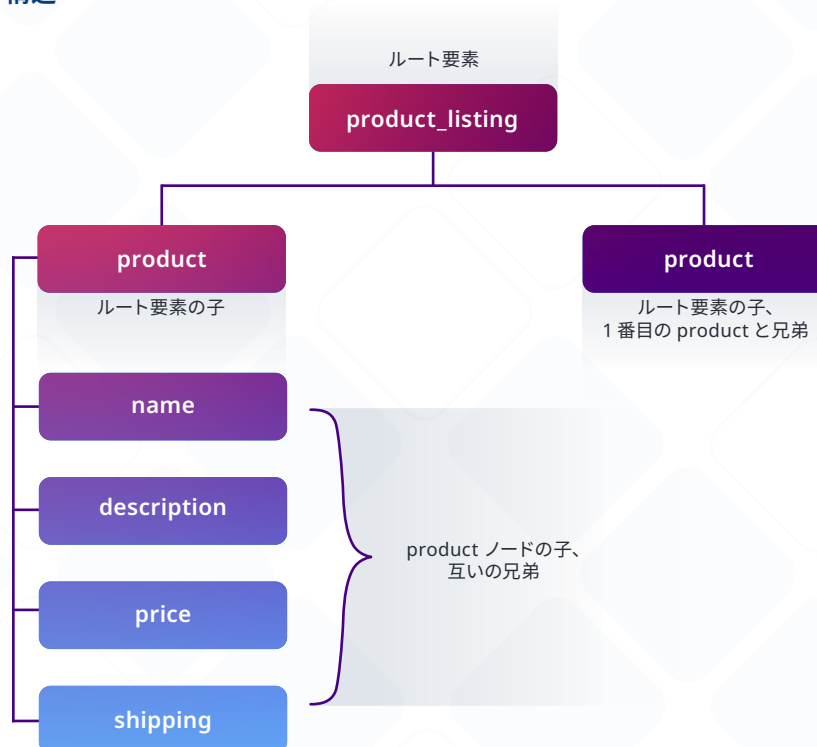 ルート要素
product_listing
product
ルート要素の子
product
ルート要素の子、
1 番目の product と兄弟
name
description
price
shipping
product ノードの子、
互いの兄弟